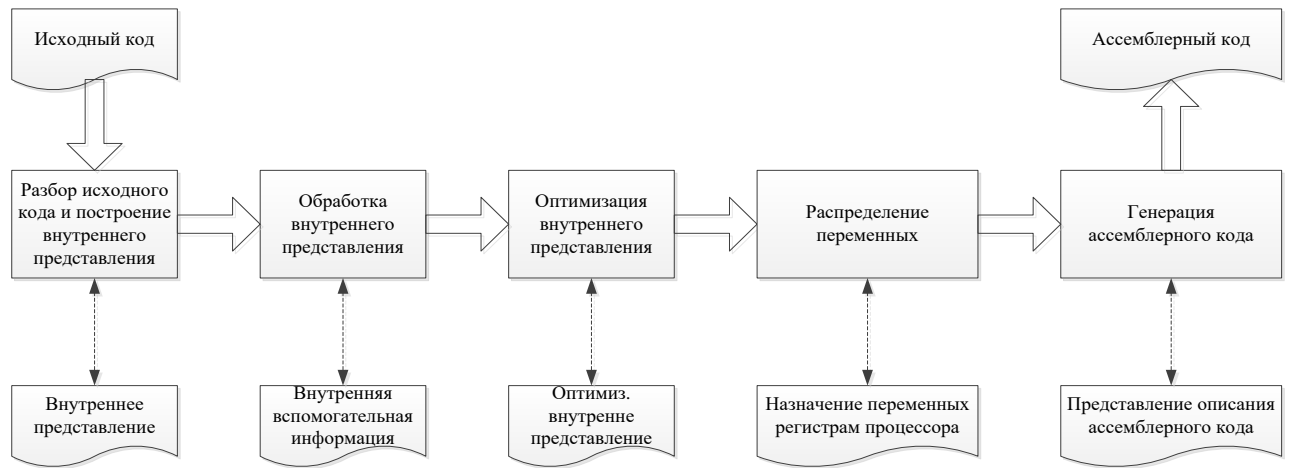 Исходный код
Ассемблерный код
Разбор исходного
кода и построение
внутреннего
представления
Обработка
внутреннего
представления
Оптимизация
внутреннего
представления
Распределение
переменных
Генерация
ассемблерного кода
Внутреннее
представление
Внутренняя
вспомогательная
информация
Оптимиз.
внутренне
представление
Назначение переменных
регистрам процессора
Представление описания
ассемблерного кода